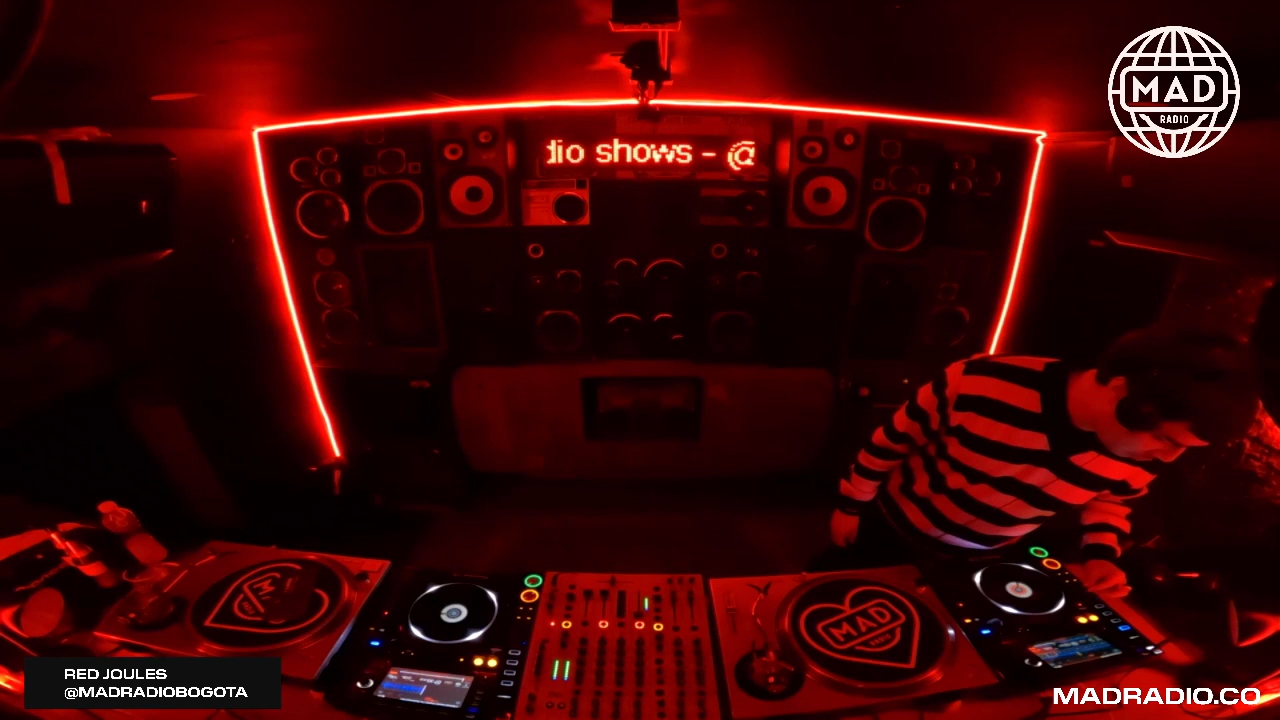 MAD
RADIO
dio shows - @
MAD
MAD
RED JOULES
@MADRADIOBOGOTA
MADRADIO.CO